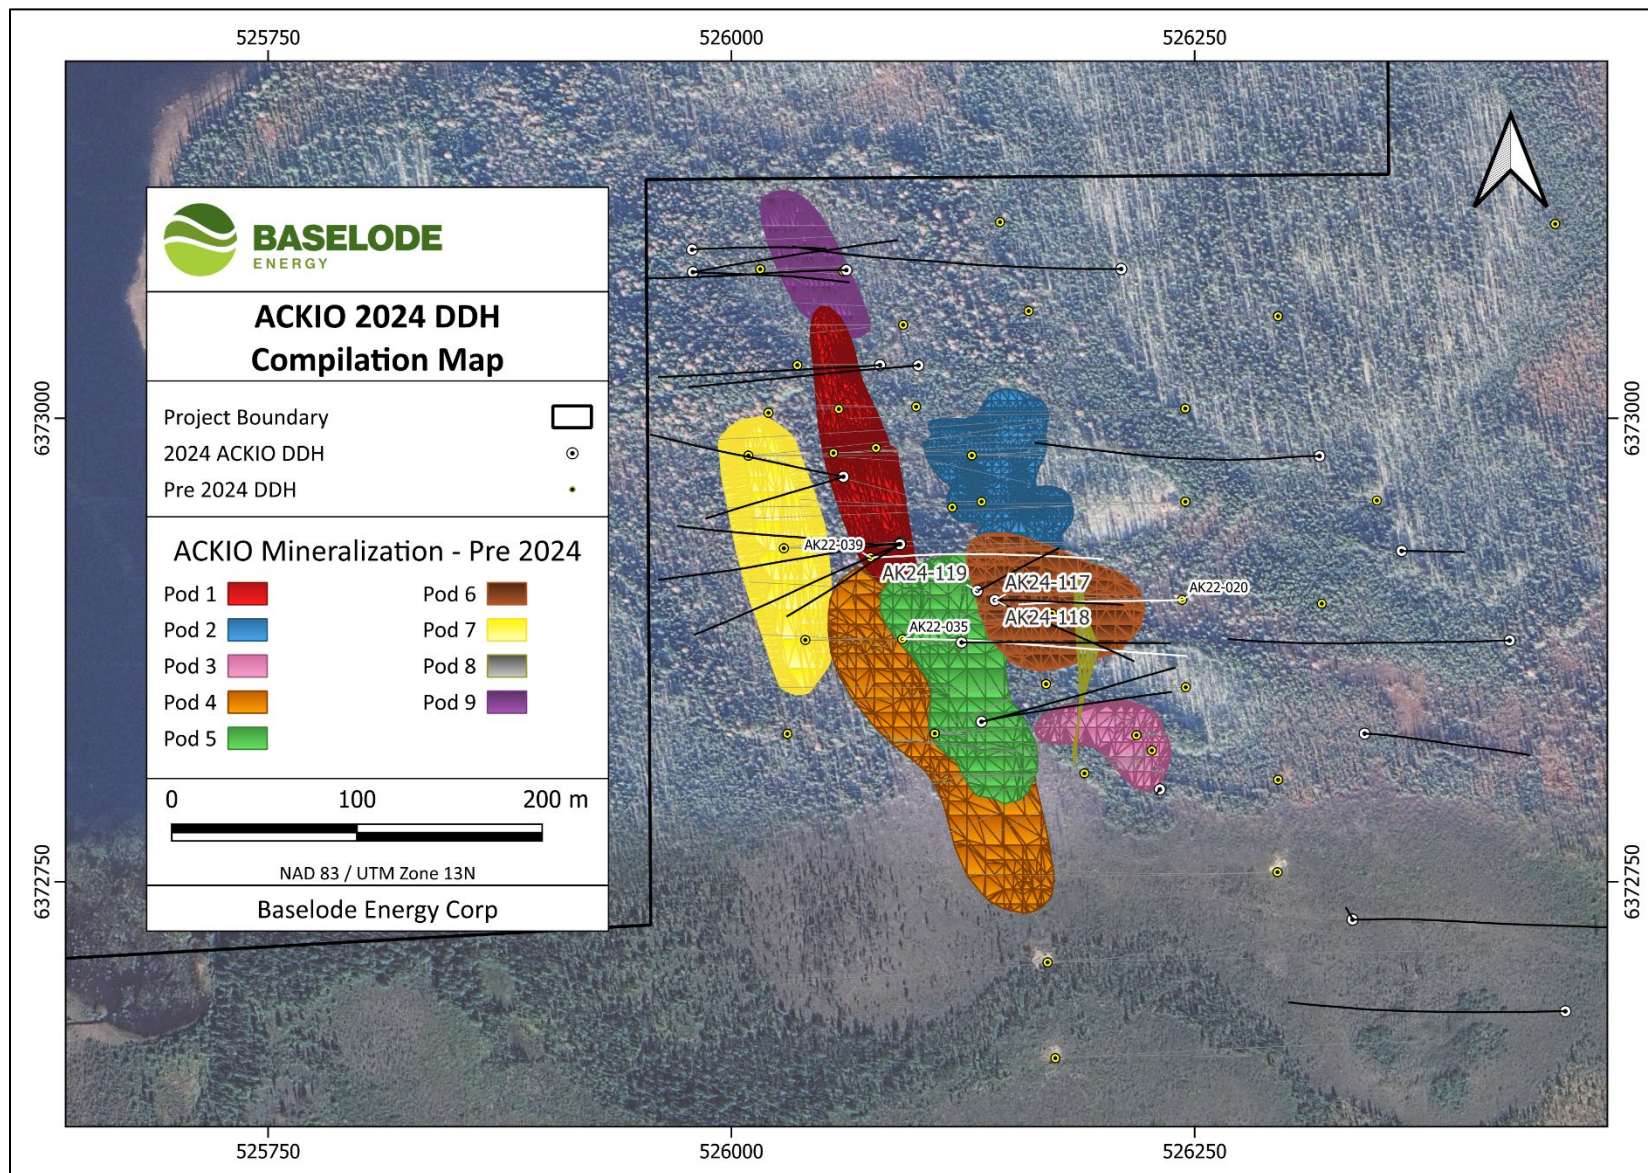 525750
526000
526250
6373000
6373000
BASELODE
ENERGY
ACKIO 2024 DDH
Compilation Map
Project Boundary
2024 ACKIO DDH
Pre 2024 DDH
ACKIO Mineralization - Pre 2024
Pod 1
Pod 6
Pod 2
Pod 7
Pod 3
Pod 8
Pod 4
Pod 9
Pod 5
0 100 200 m
NAD 83 / UTM Zone 13N
Baselode Energy Corp
AK22-039
AK24-119
AK24-117
AK22-020
AK24-118
AK22-035
6372750
6372750
525750
526000
526250